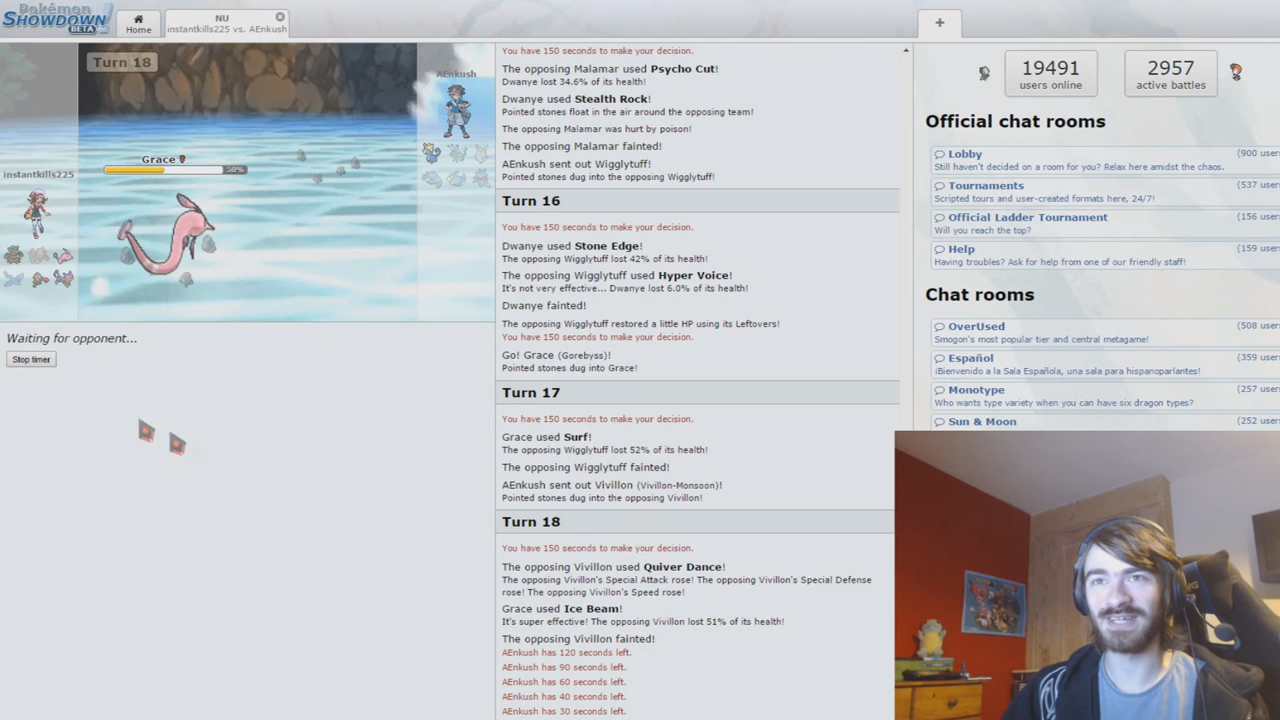 Pokémon
SHOWDOWN!
BETA
Home
NU
instantkills225 vs. AEnkush
+
Turn 18
AEnkush
Grace
50%
instantkills225
Waiting for opponent...
Stop timer
You have 150 seconds to make your decision.
The opposing Malamar used Psycho Cut!
Dwanye lost 34.6% of its health!
Dwanye used Stealth Rock!
Pointed stones float in the air around the opposing team!
The opposing Malamar was hurt by poison!
The opposing Malamar fainted!
AEnkush sent out Wigglytuff!
Pointed stones dug into the opposing Wigglytuff!
Turn 16
You have 150 seconds to make your decision.
Dwanye used Stone Edge!
The opposing Wigglytuff lost 42% of its health!
The opposing Wigglytuff used Hyper Voice!
It's not very effective... Dwanye lost 6.0% of its health!
Dwanye fainted!
The opposing Wigglytuff restored a little HP using its Leftovers!
You have 150 seconds to make your decision.
Go! Grace (Gorebyss)!
Pointed stones dug into Grace!
Turn 17
You have 150 seconds to make your decision.
Grace used Surf!
The opposing Wigglytuff lost 52% of its health!
The opposing Wigglytuff fainted!
AEnkush sent out Vivillon (Vivillon-Monsoon)!
Pointed stones dug into the opposing Vivillon!
Turn 18
You have 150 seconds to make your decision.
The opposing Vivillon used Quiver Dance!
The opposing Vivillon's Special Attack rose! The opposing Vivillon's Special Defense
rose! The opposing Vivillon's Speed rose!
Grace used Ice Beam!
It's super effective! The opposing Vivillon lost 51% of its health!
The opposing Vivillon fainted!
AEnkush has 120 seconds left.
AEnkush has 90 seconds left.
AEnkush has 60 seconds left.
AEnkush has 40 seconds left.
AEnkush has 30 seconds left.
19491
users online
2957
active battles
Official chat rooms
Lobby (900 users
Still haven't decided on a room for you? Relax here amidst the chaos.
Tournaments (537 users
Scripted tours and user-created formats here, 24/7!
Official Ladder Tournament (156 users
Will you reach the top?
Help (159 users
Having troubles? Ask for help from one of our friendly staff!
Chat rooms
OverUsed (508 users
Smogon's most popular tier and central metagame!
Español (359 users
¡Bienvenido a la Sala Española, una sala para hispanoparlantes!
Monotype (257 users
Who wants type variety when you can have six dragon types?
Sun & Moon (252 users